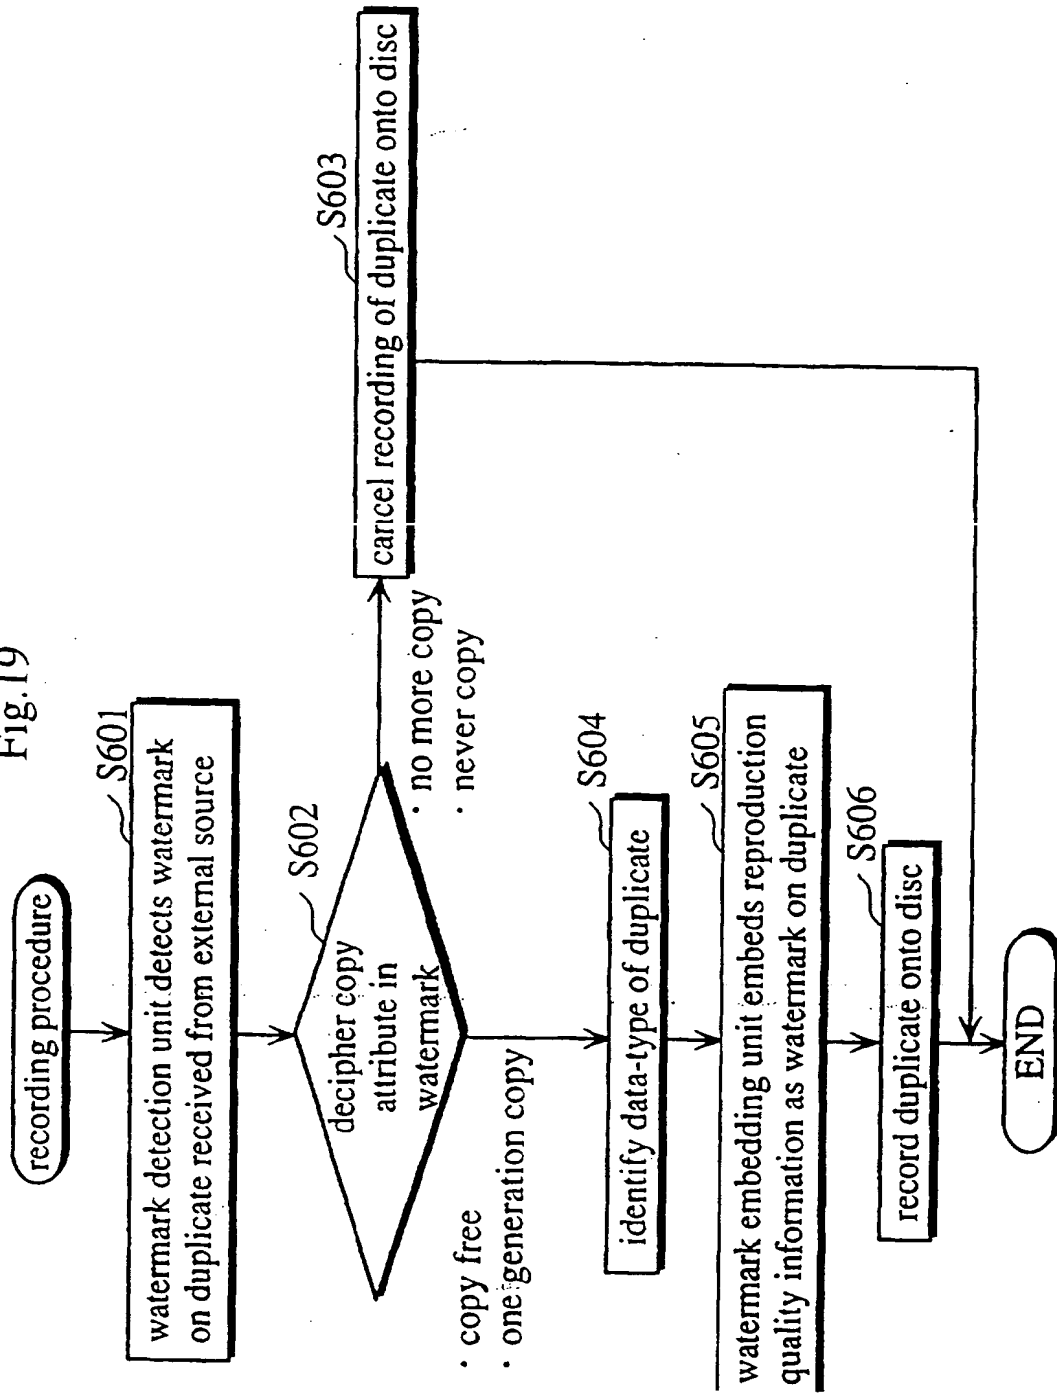 Fig.19
recording procedure
S601
watermark detection unit detects watermark
on duplicate received from external source
S602
decipher copy
attribute in
watermark
· no more copy
· never copy
S603
cancel recording of duplicate onto disc
· copy free
· one generation copy
S604
identify data-type of duplicate
S605
watermark embedding unit embeds reproduction
quality information as watermark on duplicate
S606
record duplicate onto disc
END